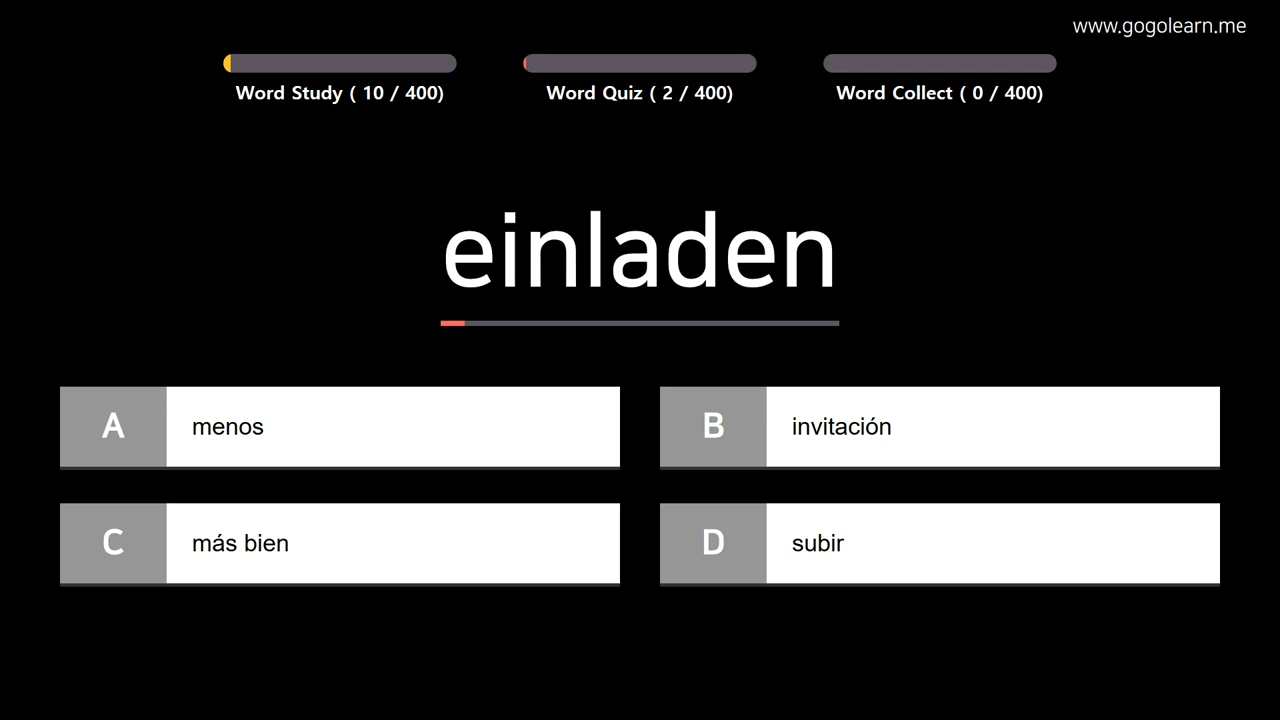 www.gogolearn.me
Word Study ( 10 / 400)
Word Quiz ( 2 / 400)
Word Collect ( 0 / 400)
einladen
A menos
B invitación
C más bien
D subir